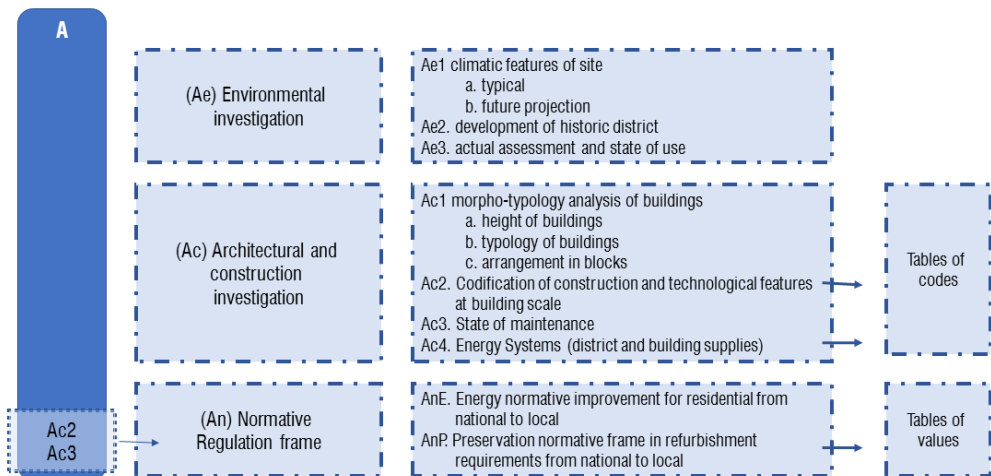 A
(Ae) Environmental
investigation
Ae1 climatic features of site
a. typical
b. future projection
Ae2. development of historic district
Ae3. actual assessment and state of use
(Ac) Architectural and
construction
investigation
Ac1 morpho-typology analysis of buildings
a. height of buildings
b. typology of buildings
c. arrangement in blocks
Ac2. Codification of construction and technological features
at building scale
Ac3. State of maintenance
Ac4. Energy Systems (district and building supplies)
Tables of
codes
Ac2
Ac3
(An) Normative
Regulation frame
AnE. Energy normative improvement for residential from
national to local
AnP. Preservation normative frame in refurbishment
requirements from national to local
Tables of
values